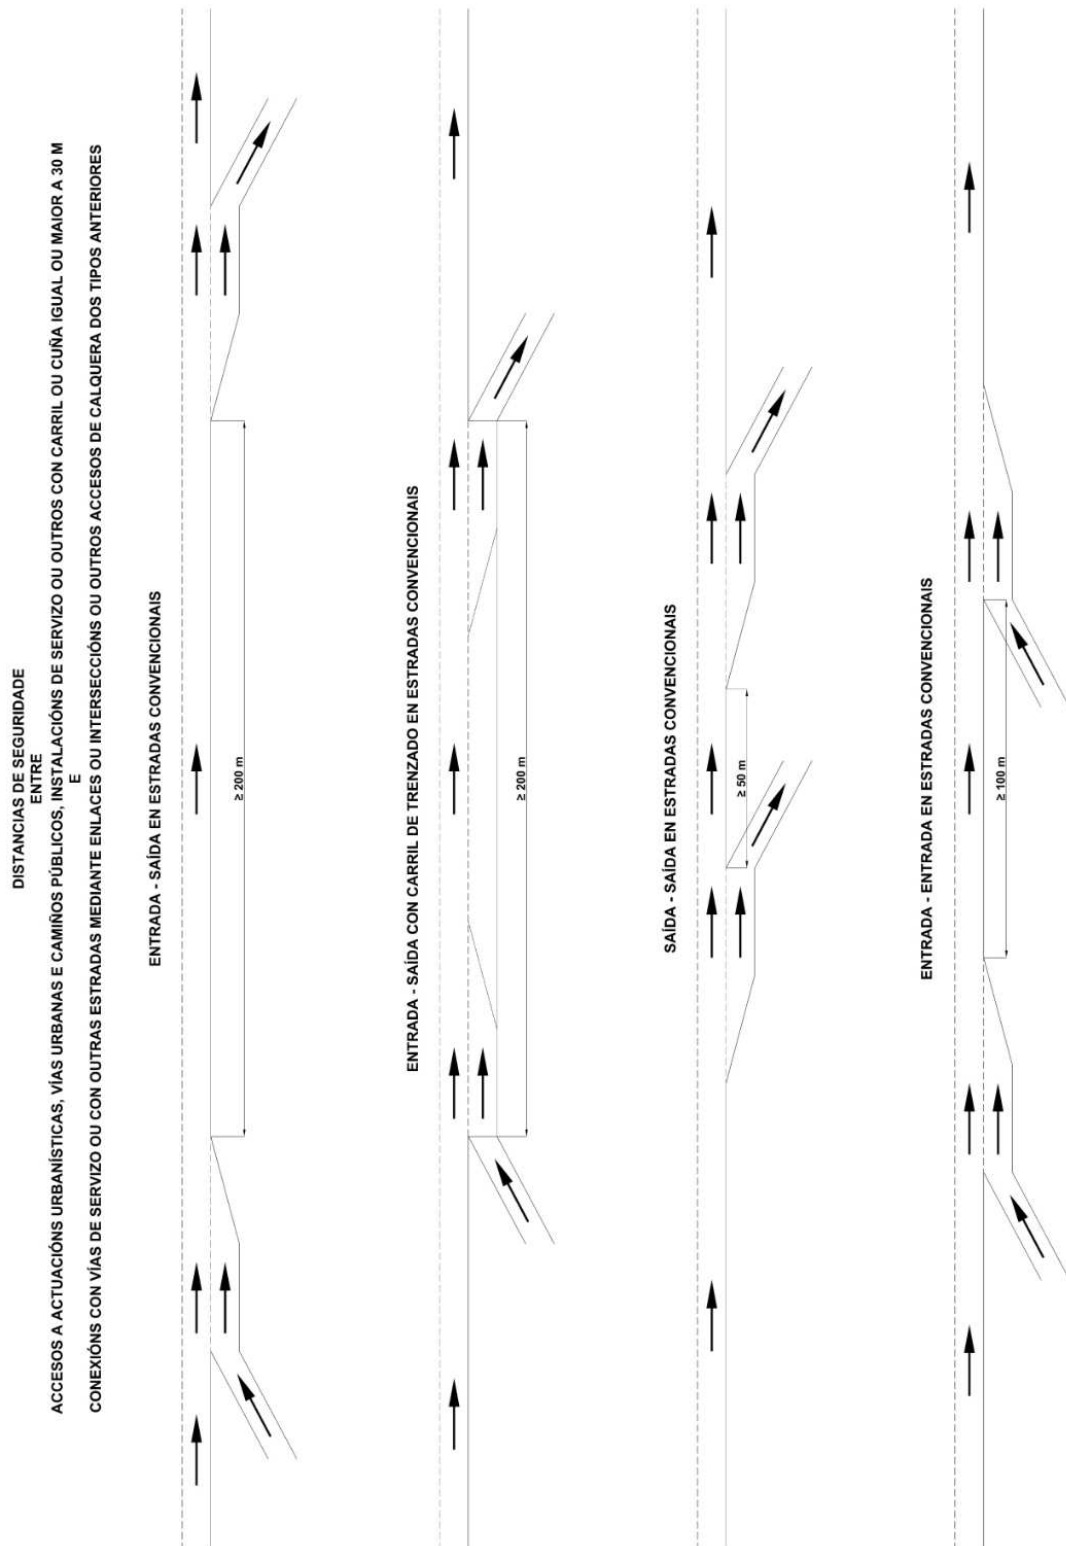 DISTANCIAS DE SEGURIDADE
ENTRE
ACCESOS A ACTUACIÓNS URBANÍSTICAS, VÍAS URBANAS E CAMIÑOS PÚBLICOS, INSTALACIÓNS DE SERVIZO OU OUTROS CON CARRIL OU CUÑA IGUAL OU MAIOR A 30 M
E
CONEXIÓNS CON VÍAS DE SERVIZO OU CON OUTRAS ESTRADAS MEDIANTE ENLACES OU INTERSECCIÓNS OU OUTROS ACCESOS DE CALQUERA DOS TIPOS ANTERIORES
ENTRADA - SAÍDA EN ESTRADAS CONVENCIONAIS
≥ 200 m
ENTRADA - SAÍDA CON CARRIL DE TRENZADO EN ESTRADAS CONVENCIONAIS
≥ 200 m
SAÍDA - SAÍDA EN ESTRADAS CONVENCIONAIS
≥ 50 m
ENTRADA - ENTRADA EN ESTRADAS CONVENCIONAIS
≥ 100 m